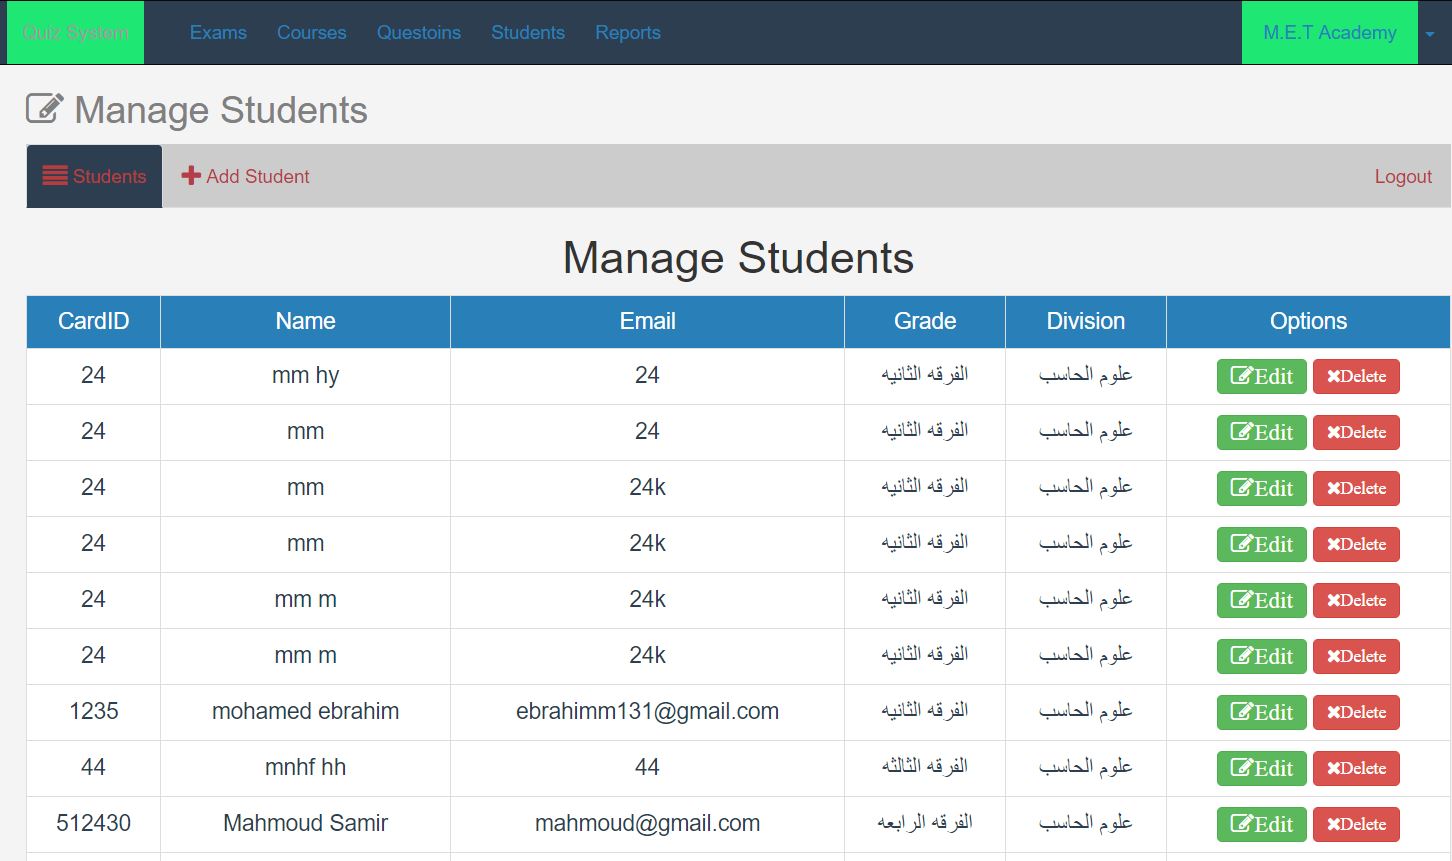 Quiz System Exams Courses Questoins Students Reports M.E.T Academy
Manage Students
Students Add Student Logout
Manage Students
CardID Name Email Grade Division Options
24 mm hy 24 الفرقه الثانيه علوم الحاسب Edit Delete
24 mm 24 الفرقه الثانيه علوم الحاسب Edit Delete
24 mm 24k الفرقه الثانيه علوم الحاسب Edit Delete
24 mm 24k الفرقه الثانيه علوم الحاسب Edit Delete
24 mm m 24k الفرقه الثانيه علوم الحاسب Edit Delete
24 mm m 24k الفرقه الثانيه علوم الحاسب Edit Delete
1235 mohamed ebrahim ebrahimm131@gmail.com الفرقه الثانيه علوم الحاسب Edit Delete
44 mnhf hh 44 الفرقه الثالثه علوم الحاسب Edit Delete
512430 Mahmoud Samir mahmoud@gmail.com الفرقه الرابعه علوم الحاسب Edit Delete